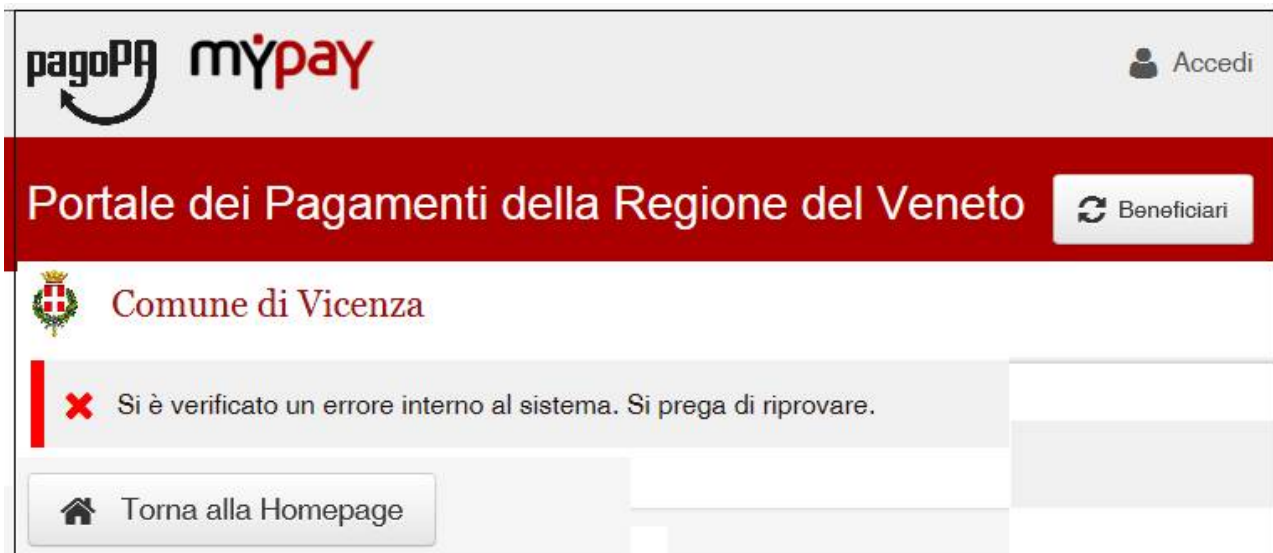 pagoPA mypay Accedi
Portale dei Pagamenti della Regione del Veneto Beneficiari
Comune di Vicenza
Si è verificato un errore interno al sistema. Si prega di riprovare.
Torna alla Homepage